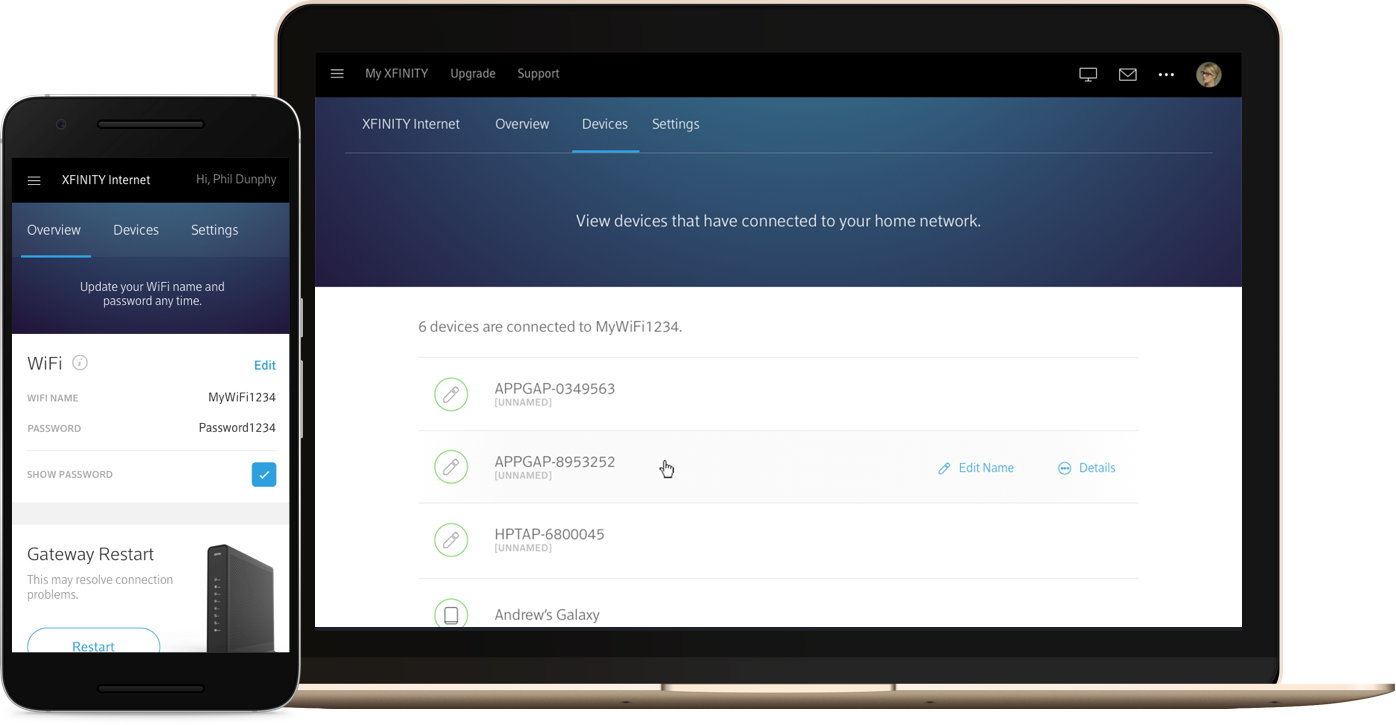 XFINITY Internet
Hi, Phil Dunphy
Overview
Devices
Settings
Update your WiFi name and
password any time.
WiFi
i
Edit
WIFI NAME
MyWiFi1234
PASSWORD
Password1234
SHOW PASSWORD
Gateway Restart
This may resolve connection
problems.
Restart
My XFINITY
Upgrade
Support
XFINITY Internet
Overview
Devices
Settings
View devices that have connected to your home network.
6 devices are connected to MyWiFi1234.
APPGAP-0349563
[UNNAMED]
APPGAP-8953252
[UNNAMED]
Edit Name
Details
HPTAP-6800045
[UNNAMED]
Andrew’s Galaxy